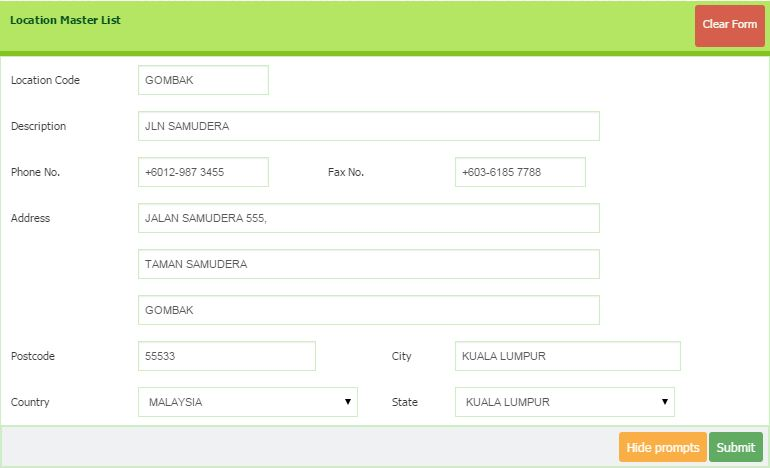 Location Master List
Clear Form
Location Code GOMBAK
Description JLN SAMUDERA
Phone No. +6012-987 3455 Fax No. +603-6185 7788
Address JALAN SAMUDERA 555,
TAMAN SAMUDERA
GOMBAK
Postcode 55533 City KUALA LUMPUR
Country MALAYSIA State KUALA LUMPUR
Hide prompts Submit